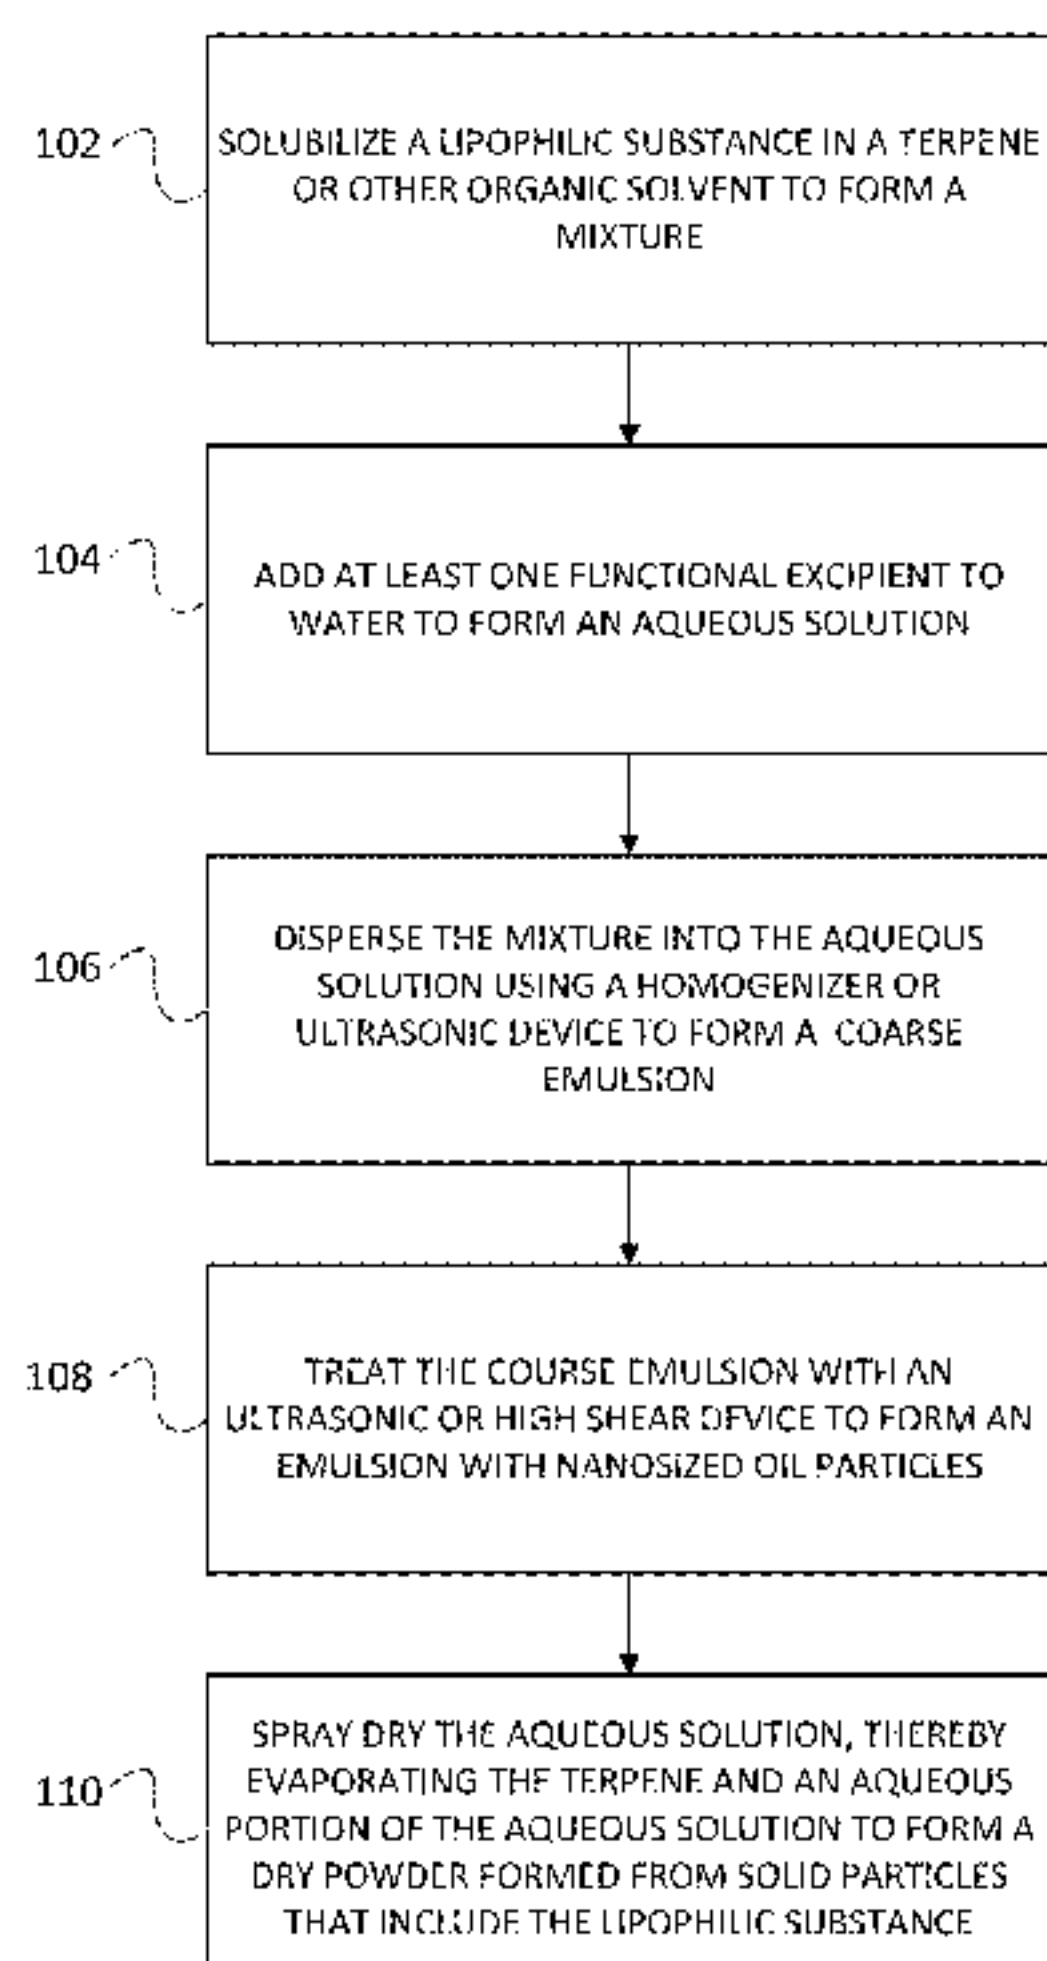 102
SOLUBILIZE A LIPOPHILIC SUBSTANCE IN A TERPENE
OR OTHER ORGANIC SOLVENT TO FORM A
MIXTURE
104
ADD AT LEAST ONE FUNCTIONAL EXCIPIENT TO
WATER TO FORM AN AQUEOUS SOLUTION
106
DISPERSE THE MIXTURE INTO THE AQUEOUS
SOLUTION USING A HOMOGENIZER OR
ULTRASONIC DEVICE TO FORM A COARSE
EMULSION
108
TREAT THE COURSE EMULSION WITH AN
ULTRASONIC OR HIGH SHEAR DEVICE TO FORM AN
EMULSION WITH NANOSIZED OIL PARTICLES
110
SPRAY DRY THE AQUEOUS SOLUTION, THEREBY
EVAPORATING THE TERPENE AND AN AQUEOUS
PORTION OF THE AQUEOUS SOLUTION TO FORM A
DRY POWDER FORMED FROM SOLID PARTICLES
THAT INCLUDE THE LIPOPHILIC SUBSTANCE